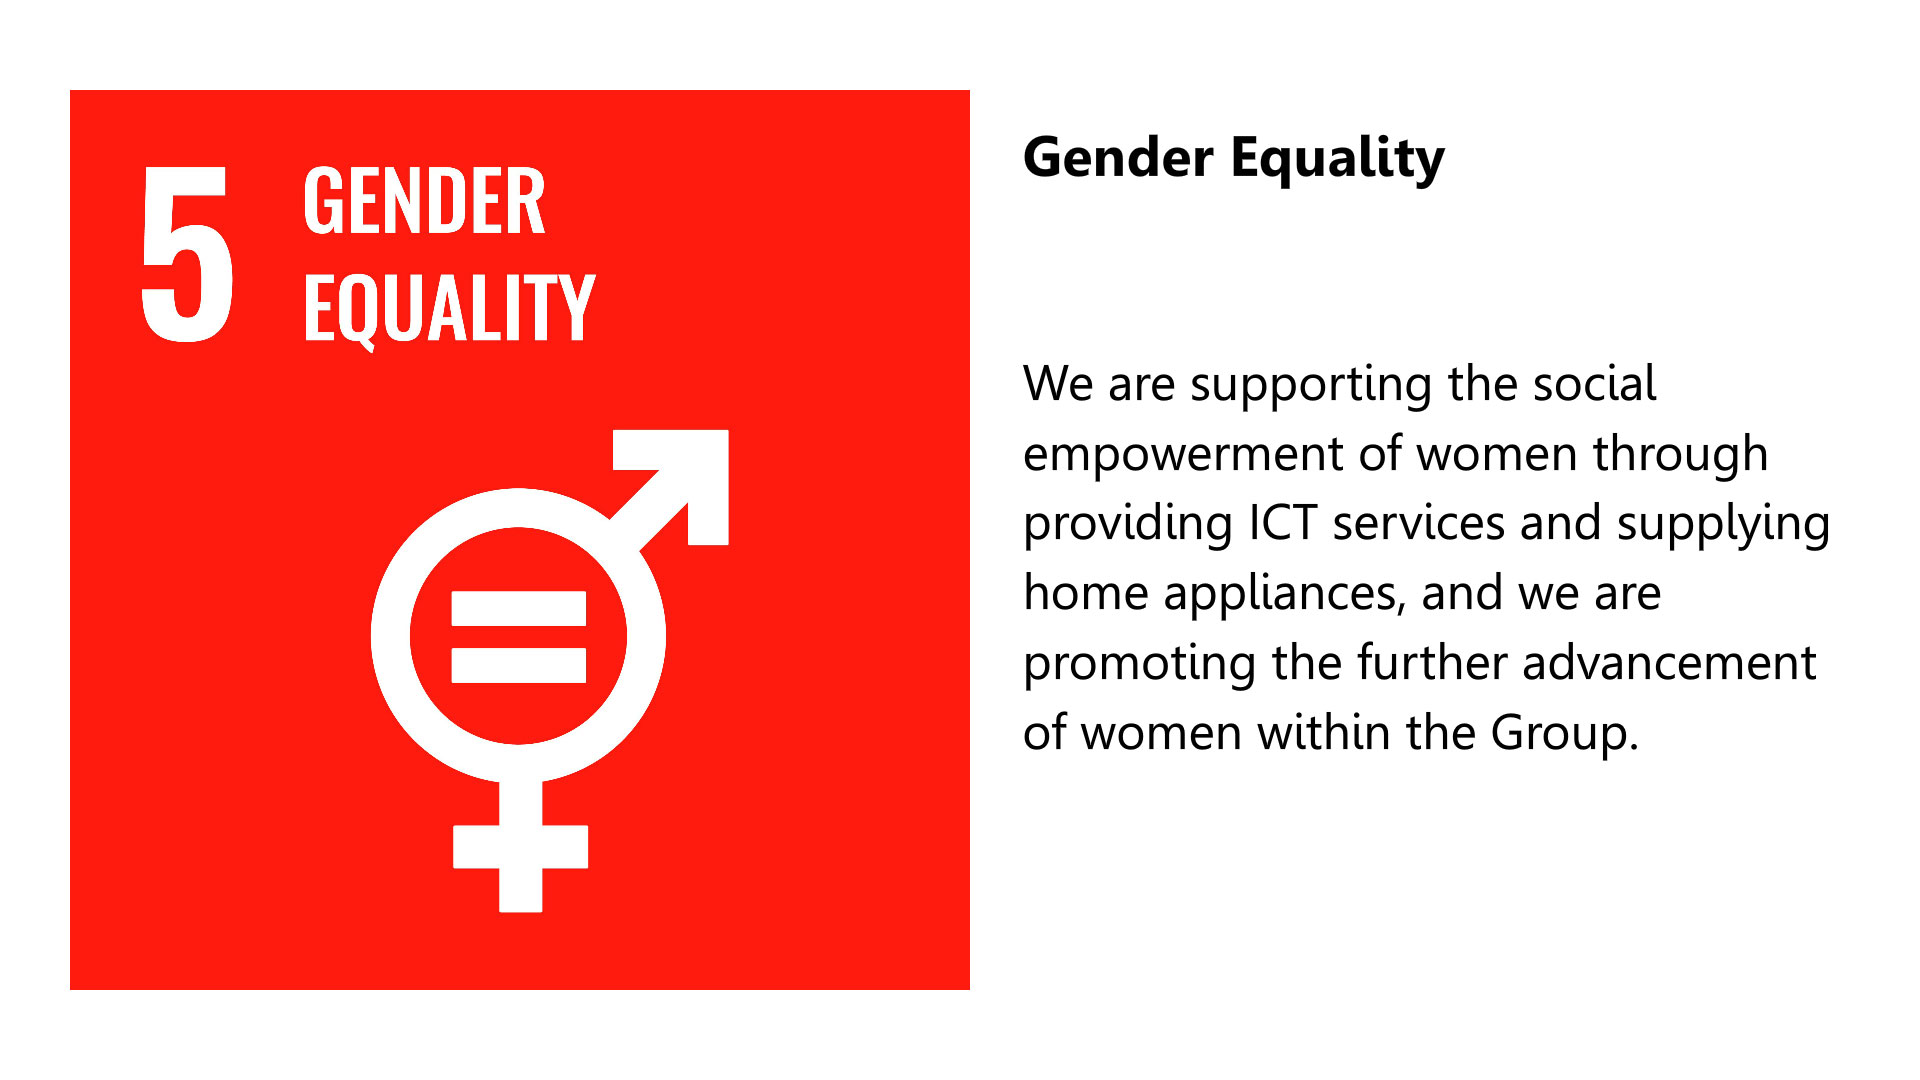 5
GENDER
EQUALITY
Gender Equality
We are supporting the social
empowerment of women through
providing ICT services and supplying
home appliances, and we are
promoting the further advancement
of women within the Group.